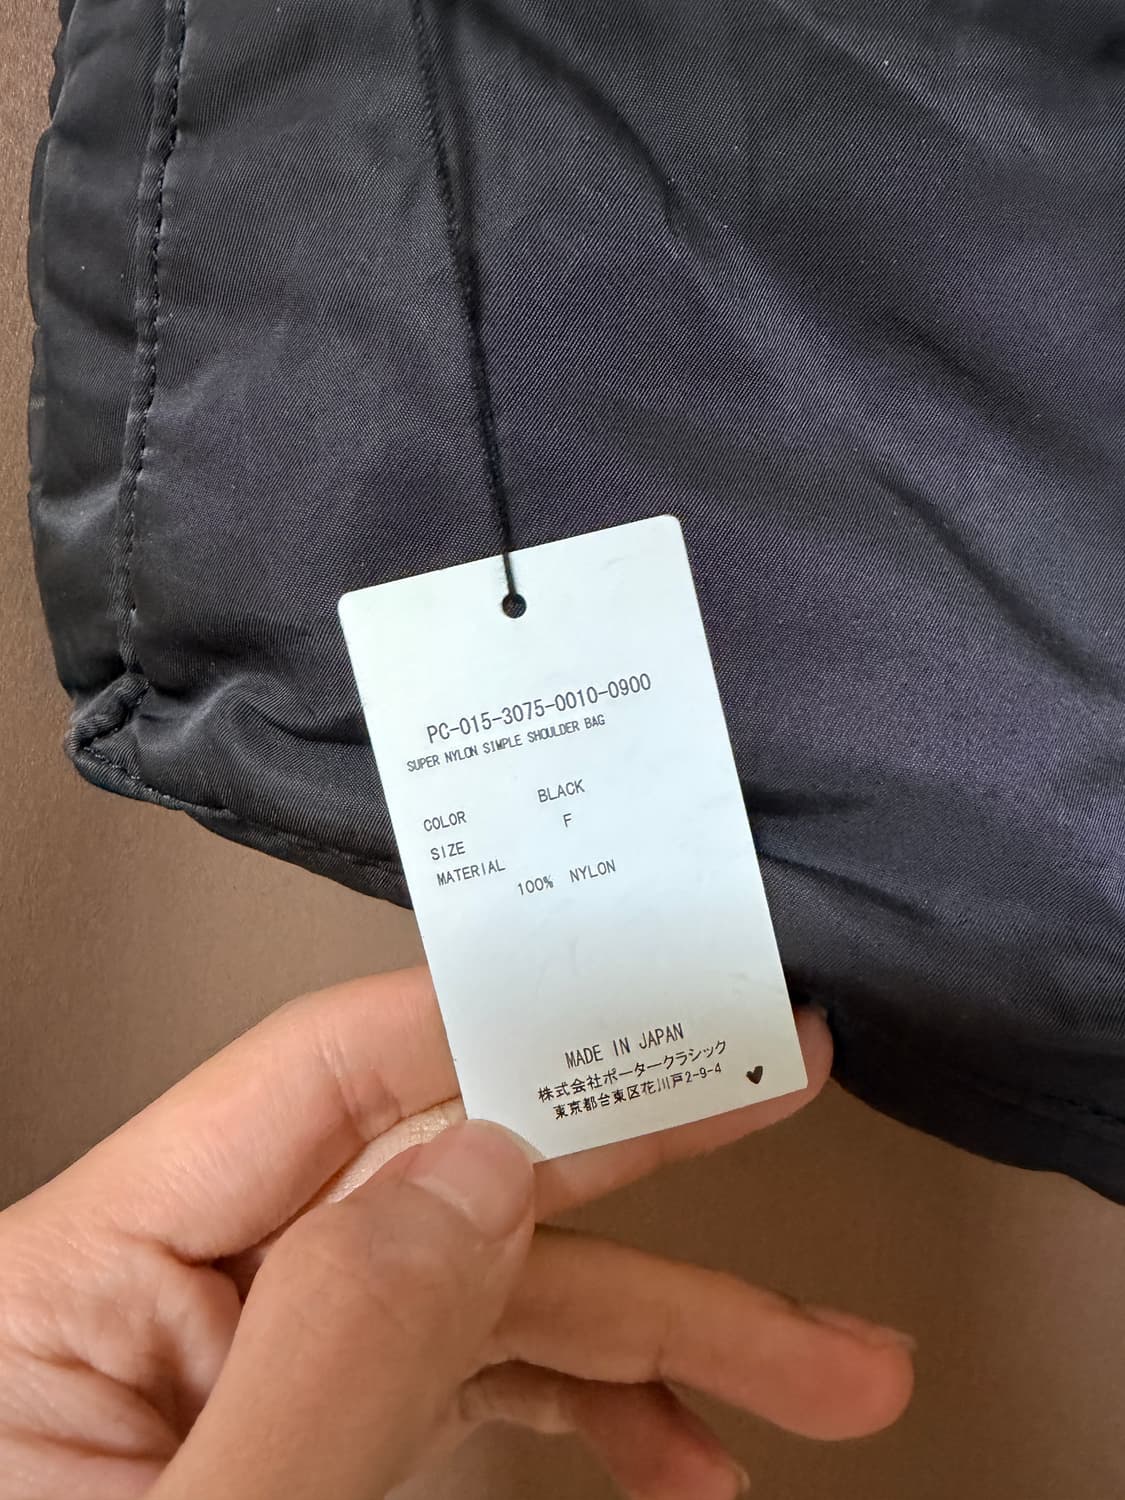 PC-015-3075-0010-0900
SUPER NYLON SIMPLE SHOULDER BAG
COLOR BLACK
SIZE F
MATERIAL
100% NYLON
MADE IN JAPAN
株式会社ポータークラシック
東京都台東区花川戸2-9-4